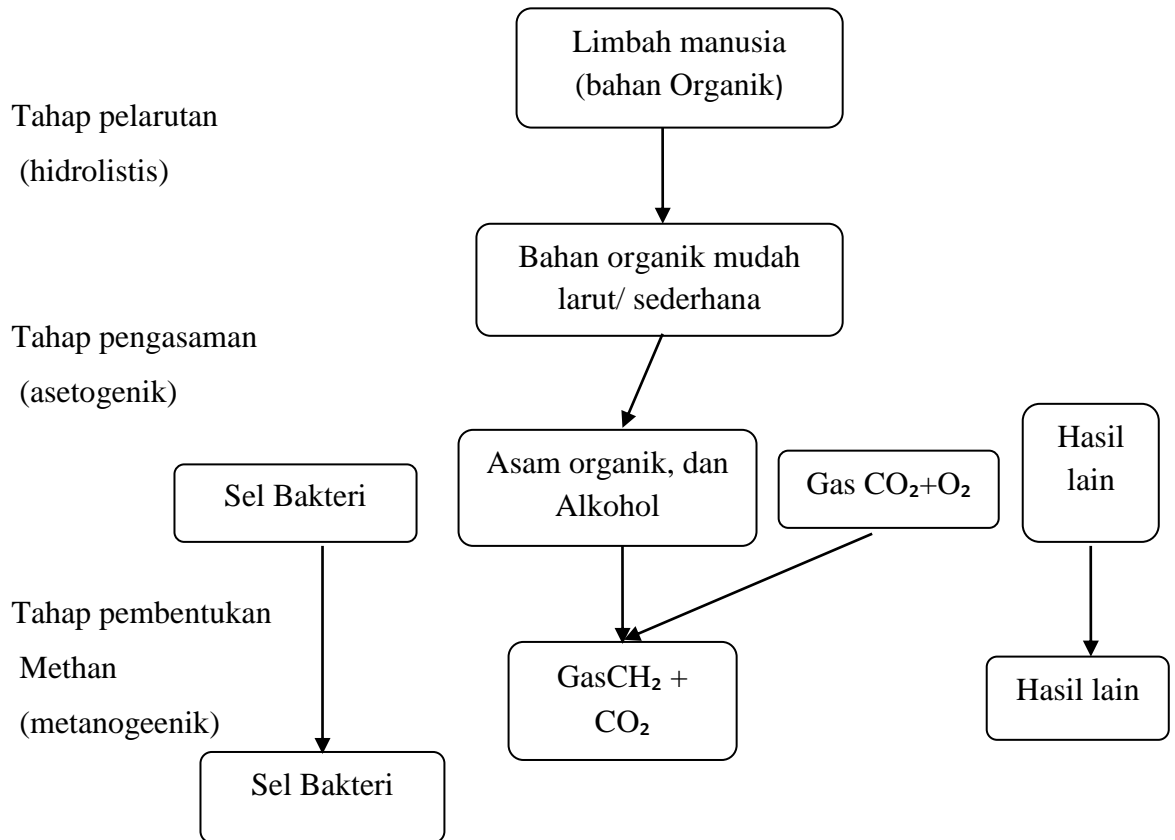 Limbah manusia
(bahan Organik)
Tahap pelarutan
(hidrolistis)
Bahan organik mudah
larut/ sederhana
Tahap pengasaman
(asetogenik)
Sel Bakteri
Asam organik, dan
Alkohol
Gas CO₂+O₂
Hasil
lain
Tahap pembentukan
Methan
(metanogeenik)
GasCH₂ +
CO₂
Hasil lain
Sel Bakteri